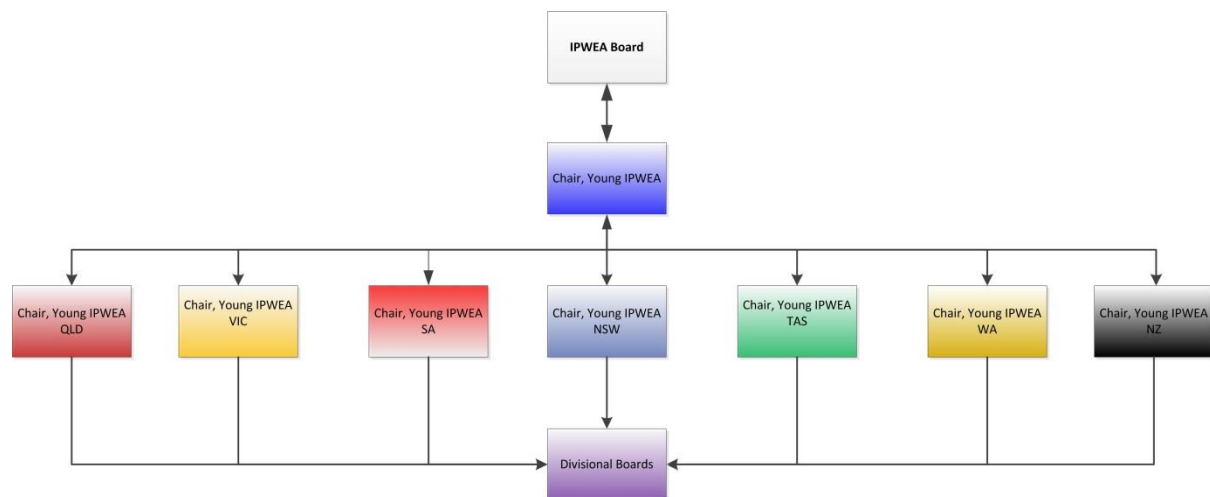 IPWEA Board
Chair, Young IPWEA
Chair, Young IPWEA
QLD
Chair, Young IPWEA
VIC
Chair, Young IPWEA
SA
Chair, Young IPWEA
NSW
Chair, Young IPWEA
TAS
Chair, Young IPWEA
WA
Chair, Young IPWEA
NZ
Divisional Boards